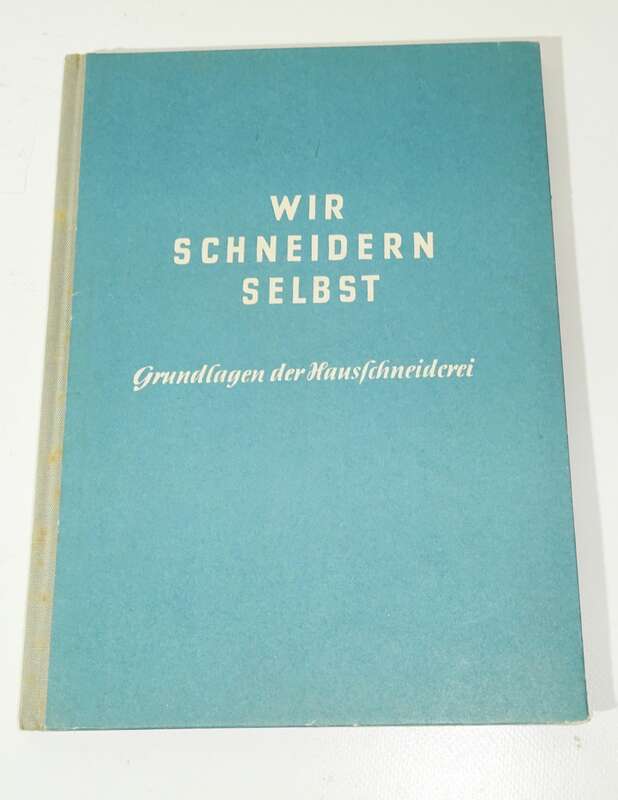 WIR
SCHNEIDERN
SELBST
Grundlagen der Hausſchneiderei